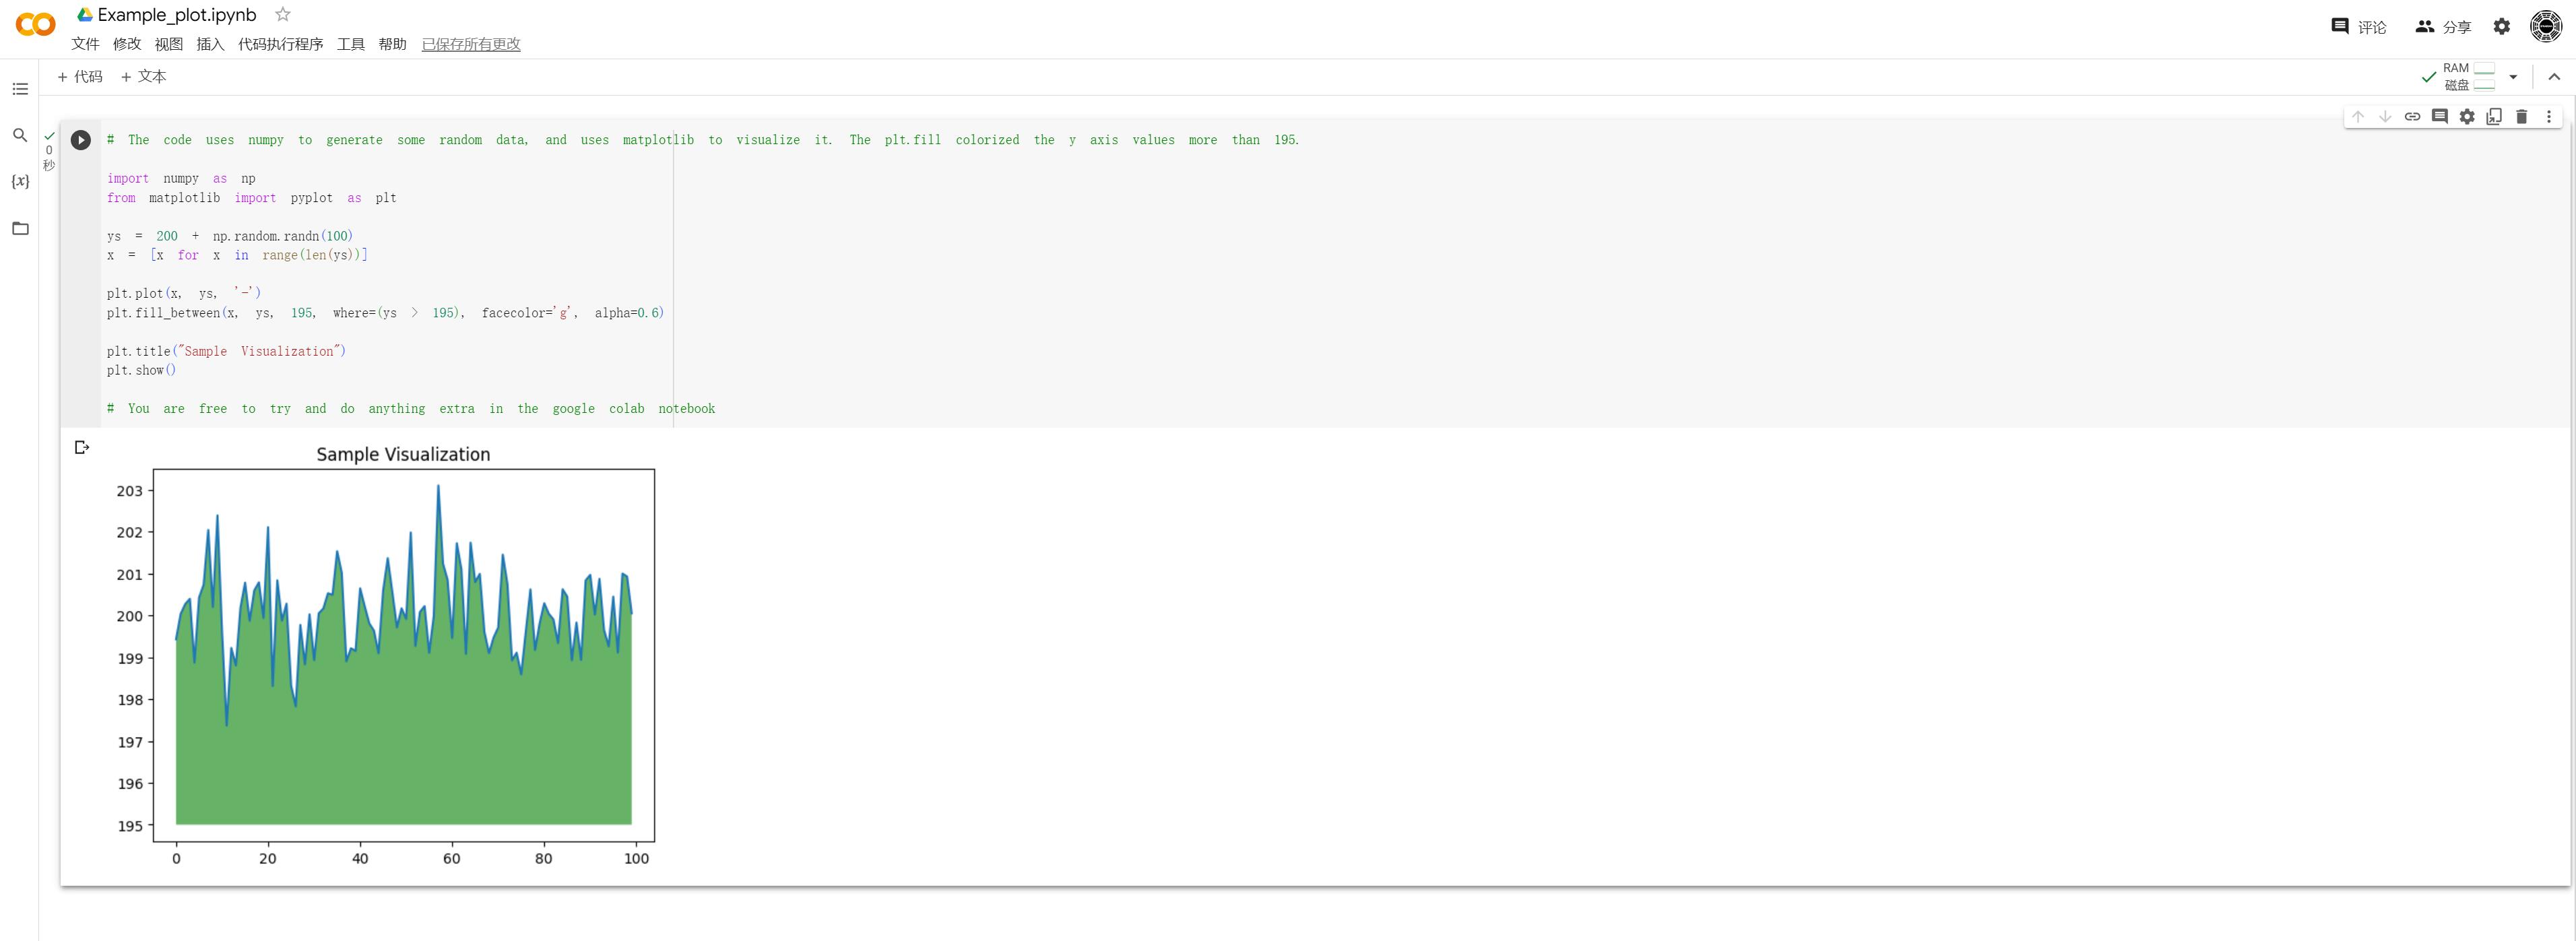 Example_plot.ipynb
文件 修改 视图 插入 代码执行程序 工具 帮助 已保存所有更改
评论 分享
+ 代码 + 文本
RAM
磁盘
{x}
0
秒
# The code uses numpy to generate some random data, and uses matplotlib to visualize it. The plt.fill colorized the y axis values more than 195.
import numpy as np
from matplotlib import pyplot as plt
ys = 200 + np.random.randn(100)
x = [x for x in range(len(ys))]
plt.plot(x, ys, '-')
plt.fill_between(x, ys, 195, where=(ys > 195), facecolor='g', alpha=0.6)
plt.title("Sample Visualization")
plt.show()
# You are free to try and do anything extra in the google colab notebook
Sample Visualization
203
202
201
200
199
198
197
196
195
0 20 40 60 80 100